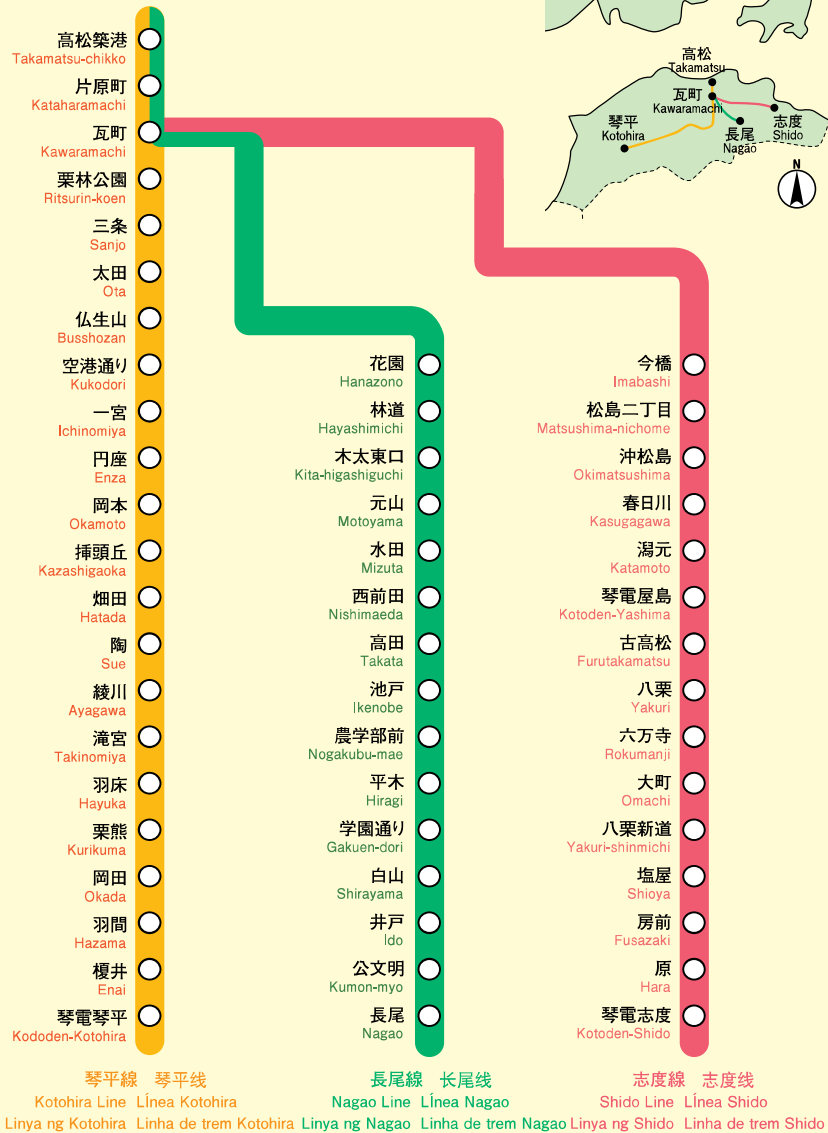 高松築港
Takamatsu-chikko
片原町
Kataharamachi
瓦町
Kawaramachi
栗林公園
Ritsurin-koen
三条
Sanjo
太田
Ota
仏生山
Busshozan
空港通り
Kukodori
一宮
Ichinomiya
円座
Enza
岡本
Okamoto
挿頭丘
Kazashigaoka
畑田
Hatada
陶
Sue
綾川
Ayagawa
滝宮
Takinomiya
羽床
Hayuka
栗熊
Kurikuma
岡田
Okada
羽間
Hazama
榎井
Enai
琴電琴平
Kododen-Kotohira
琴平線 琴平线
Kotohira Line LÍnea Kotohira
Linya ng Kotohira Linha de trem Kotohira
花園
Hanazono
林道
Hayashimichi
木太東口
Kita-higashiguchi
元山
Motoyama
水田
Mizuta
西前田
Nishimaeda
高田
Takata
池戸
Ikenobe
農学部前
Nogakubu-mae
平木
Hiragi
学園通り
Gakuen-dori
白山
Shirayama
井戸
Ido
公文明
Kumon-myo
長尾
Nagao
長尾線 长尾线
Nagao Line LÍnea Nagao
Linya ng Nagao Linha de trem Nagao
今橋
Imabashi
松島二丁目
Matsushima-nichome
沖松島
Okimatsushima
春日川
Kasugagawa
潟元
Katamoto
琴電屋島
Kotoden-Yashima
古高松
Furutakamatsu
八栗
Yakuri
六万寺
Rokumanji
大町
Omachi
八栗新道
Yakuri-shinmichi
塩屋
Shioya
房前
Fusazaki
原
Hara
琴電志度
Kotoden-Shido
志度線 志度线
Shido Line LÍnea Shido
Linya ng Shido Linha de trem Shido
高松
Takamatsu
瓦町
Kawaramachi
琴平
Kotohira
長尾
Nagao
志度
Shido
N